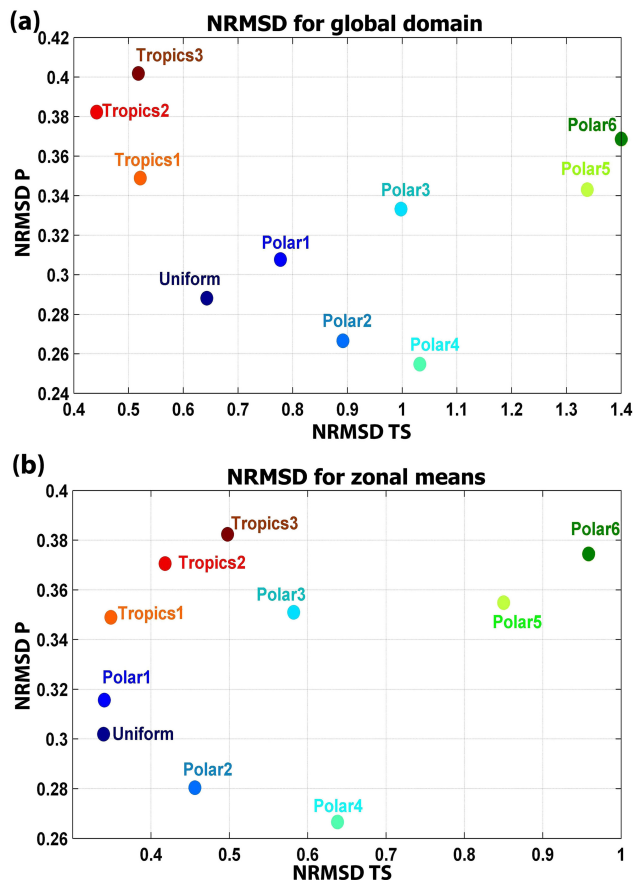 (a)
NRMSD for global domain
0.42
0.4
0.38
0.36
0.34
0.32
0.3
0.28
0.26
0.24
NRMSD P
Tropics3
Tropics2
Tropics1
Polar6
Polar5
Polar3
Polar1
Uniform
Polar2
Polar4
0.4 0.5 0.6 0.7 0.8 0.9 1 1.1 1.2 1.3 1.4
NRMSD TS
(b)
NRMSD for zonal means
0.4
0.38
0.36
0.34
0.32
0.3
0.28
0.26
NRMSD P
Tropics3
Polar6
Tropics2
Polar3
Tropics1
Polar5
Polar1
Uniform
Polar2
Polar4
0.4 0.5 0.6 0.7 0.8 0.9 1
NRMSD TS